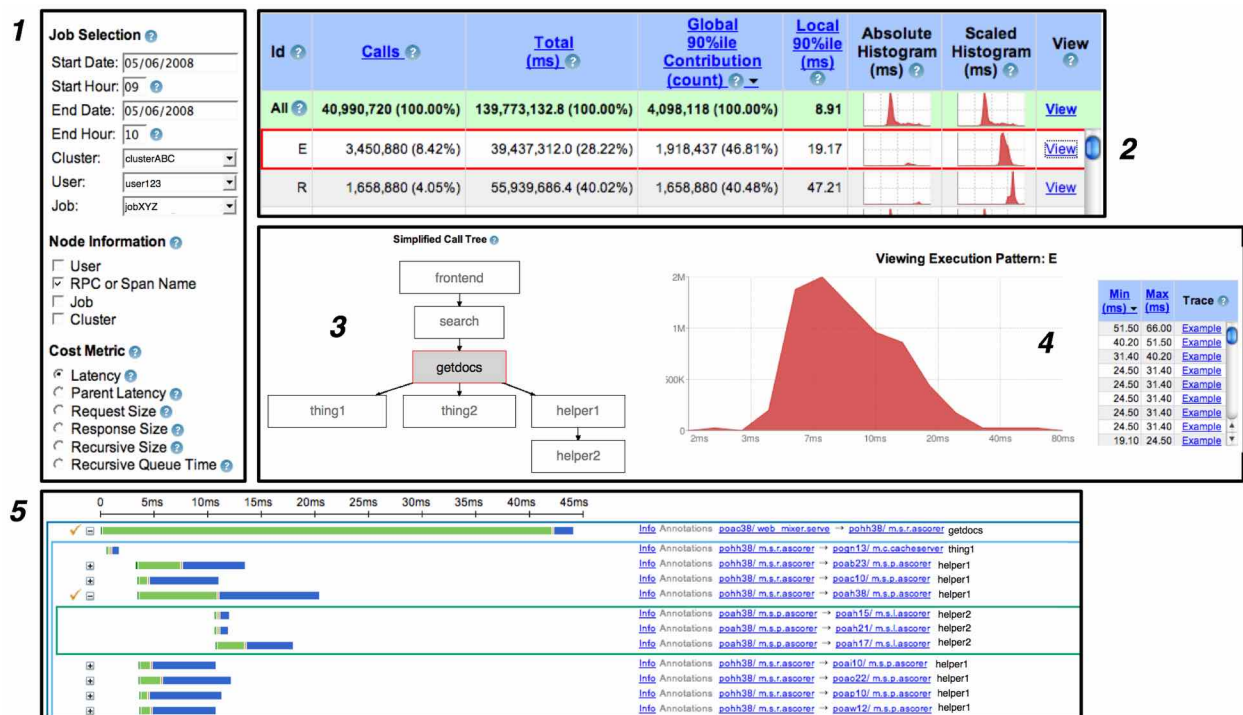 1
Job Selection ?
Start Date: 05/06/2008
Start Hour: 09 ?
End Date: 05/06/2008
End Hour: 10 ?
Cluster: clusterABC
User: user123
Job: jobXYZ
Node Information ?
User
RPC or Span Name
Job
Cluster
Cost Metric ?
Latency ?
Parent Latency ?
Request Size ?
Response Size ?
Recursive Size ?
Recursive Queue Time ?
Id ? Calls ? Total (ms) ? Global 90%ile Contribution (count) ? Local 90%ile (ms) ? Absolute Histogram (ms) ? Scaled Histogram (ms) ? View ?
All ? 40,990,720 (100.00%) 139,773,132.8 (100.00%) 4,098,118 (100.00%) 8.91 View
E 3,450,880 (8.42%) 39,437,312.0 (28.22%) 1,918,437 (46.81%) 19.17 View
R 1,658,880 (4.05%) 55,939,686.4 (40.02%) 1,658,880 (40.48%) 47.21 View
2
Simplified Call Tree ?
frontend
search
3
getdocs
thing1 thing2 helper1
helper2
Viewing Execution Pattern: E
2M
1M
500K
0
2ms 3ms 7ms 10ms 20ms 40ms 80ms
4
Min (ms) Max (ms) Trace ?
51.50 66.00 Example
40.20 51.50 Example
31.40 40.20 Example
24.50 31.40 Example
24.50 31.40 Example
24.50 31.40 Example
24.50 31.40 Example
24.50 31.40 Example
19.10 24.50 Example
5
0 5ms 10ms 15ms 20ms 25ms 30ms 35ms 40ms 45ms
Info Annotations poac38/ web_mixer.serve → pohh38/ m.s.r.ascorer getdocs
Info Annotations pohh38/ m.s.r.ascorer → pogn13/ m.c.cacheserver thing1
Info Annotations pohh38/ m.s.r.ascorer → poab23/ m.s.p.ascorer helper1
Info Annotations pohh38/ m.s.r.ascorer → poac10/ m.s.p.ascorer helper1
Info Annotations pohh38/ m.s.r.ascorer → poah38/ m.s.p.ascorer helper1
Info Annotations poah38/ m.s.p.ascorer → poah15/ m.s.l.ascorer helper2
Info Annotations poah38/ m.s.p.ascorer → poah21/ m.s.l.ascorer helper2
Info Annotations poah38/ m.s.p.ascorer → poah17/ m.s.l.ascorer helper2
Info Annotations pohh38/ m.s.r.ascorer → poai10/ m.s.p.ascorer helper1
Info Annotations pohh38/ m.s.r.ascorer → poao22/ m.s.p.ascorer helper1
Info Annotations pohh38/ m.s.r.ascorer → poap10/ m.s.p.ascorer helper1
Info Annotations pohh38/ m.s.r.ascorer → poaw12/ m.s.p.ascorer helper1